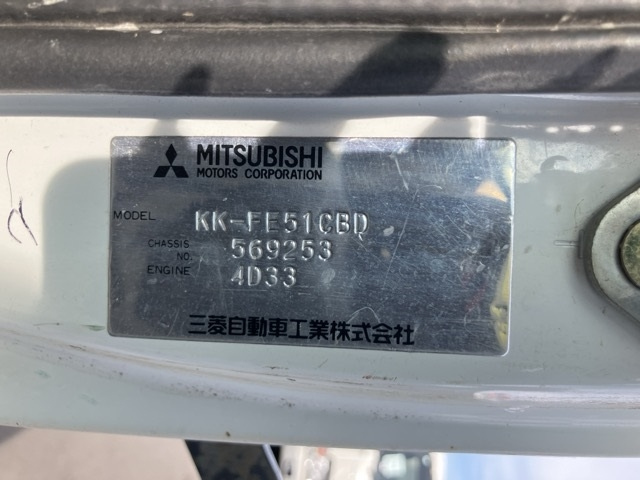 MITSUBISHI
MOTORS CORPORATION
MODEL KK-FE51CBD
CHASSIS NO. 569253
ENGINE 4D33
三菱自動車工業株式会社